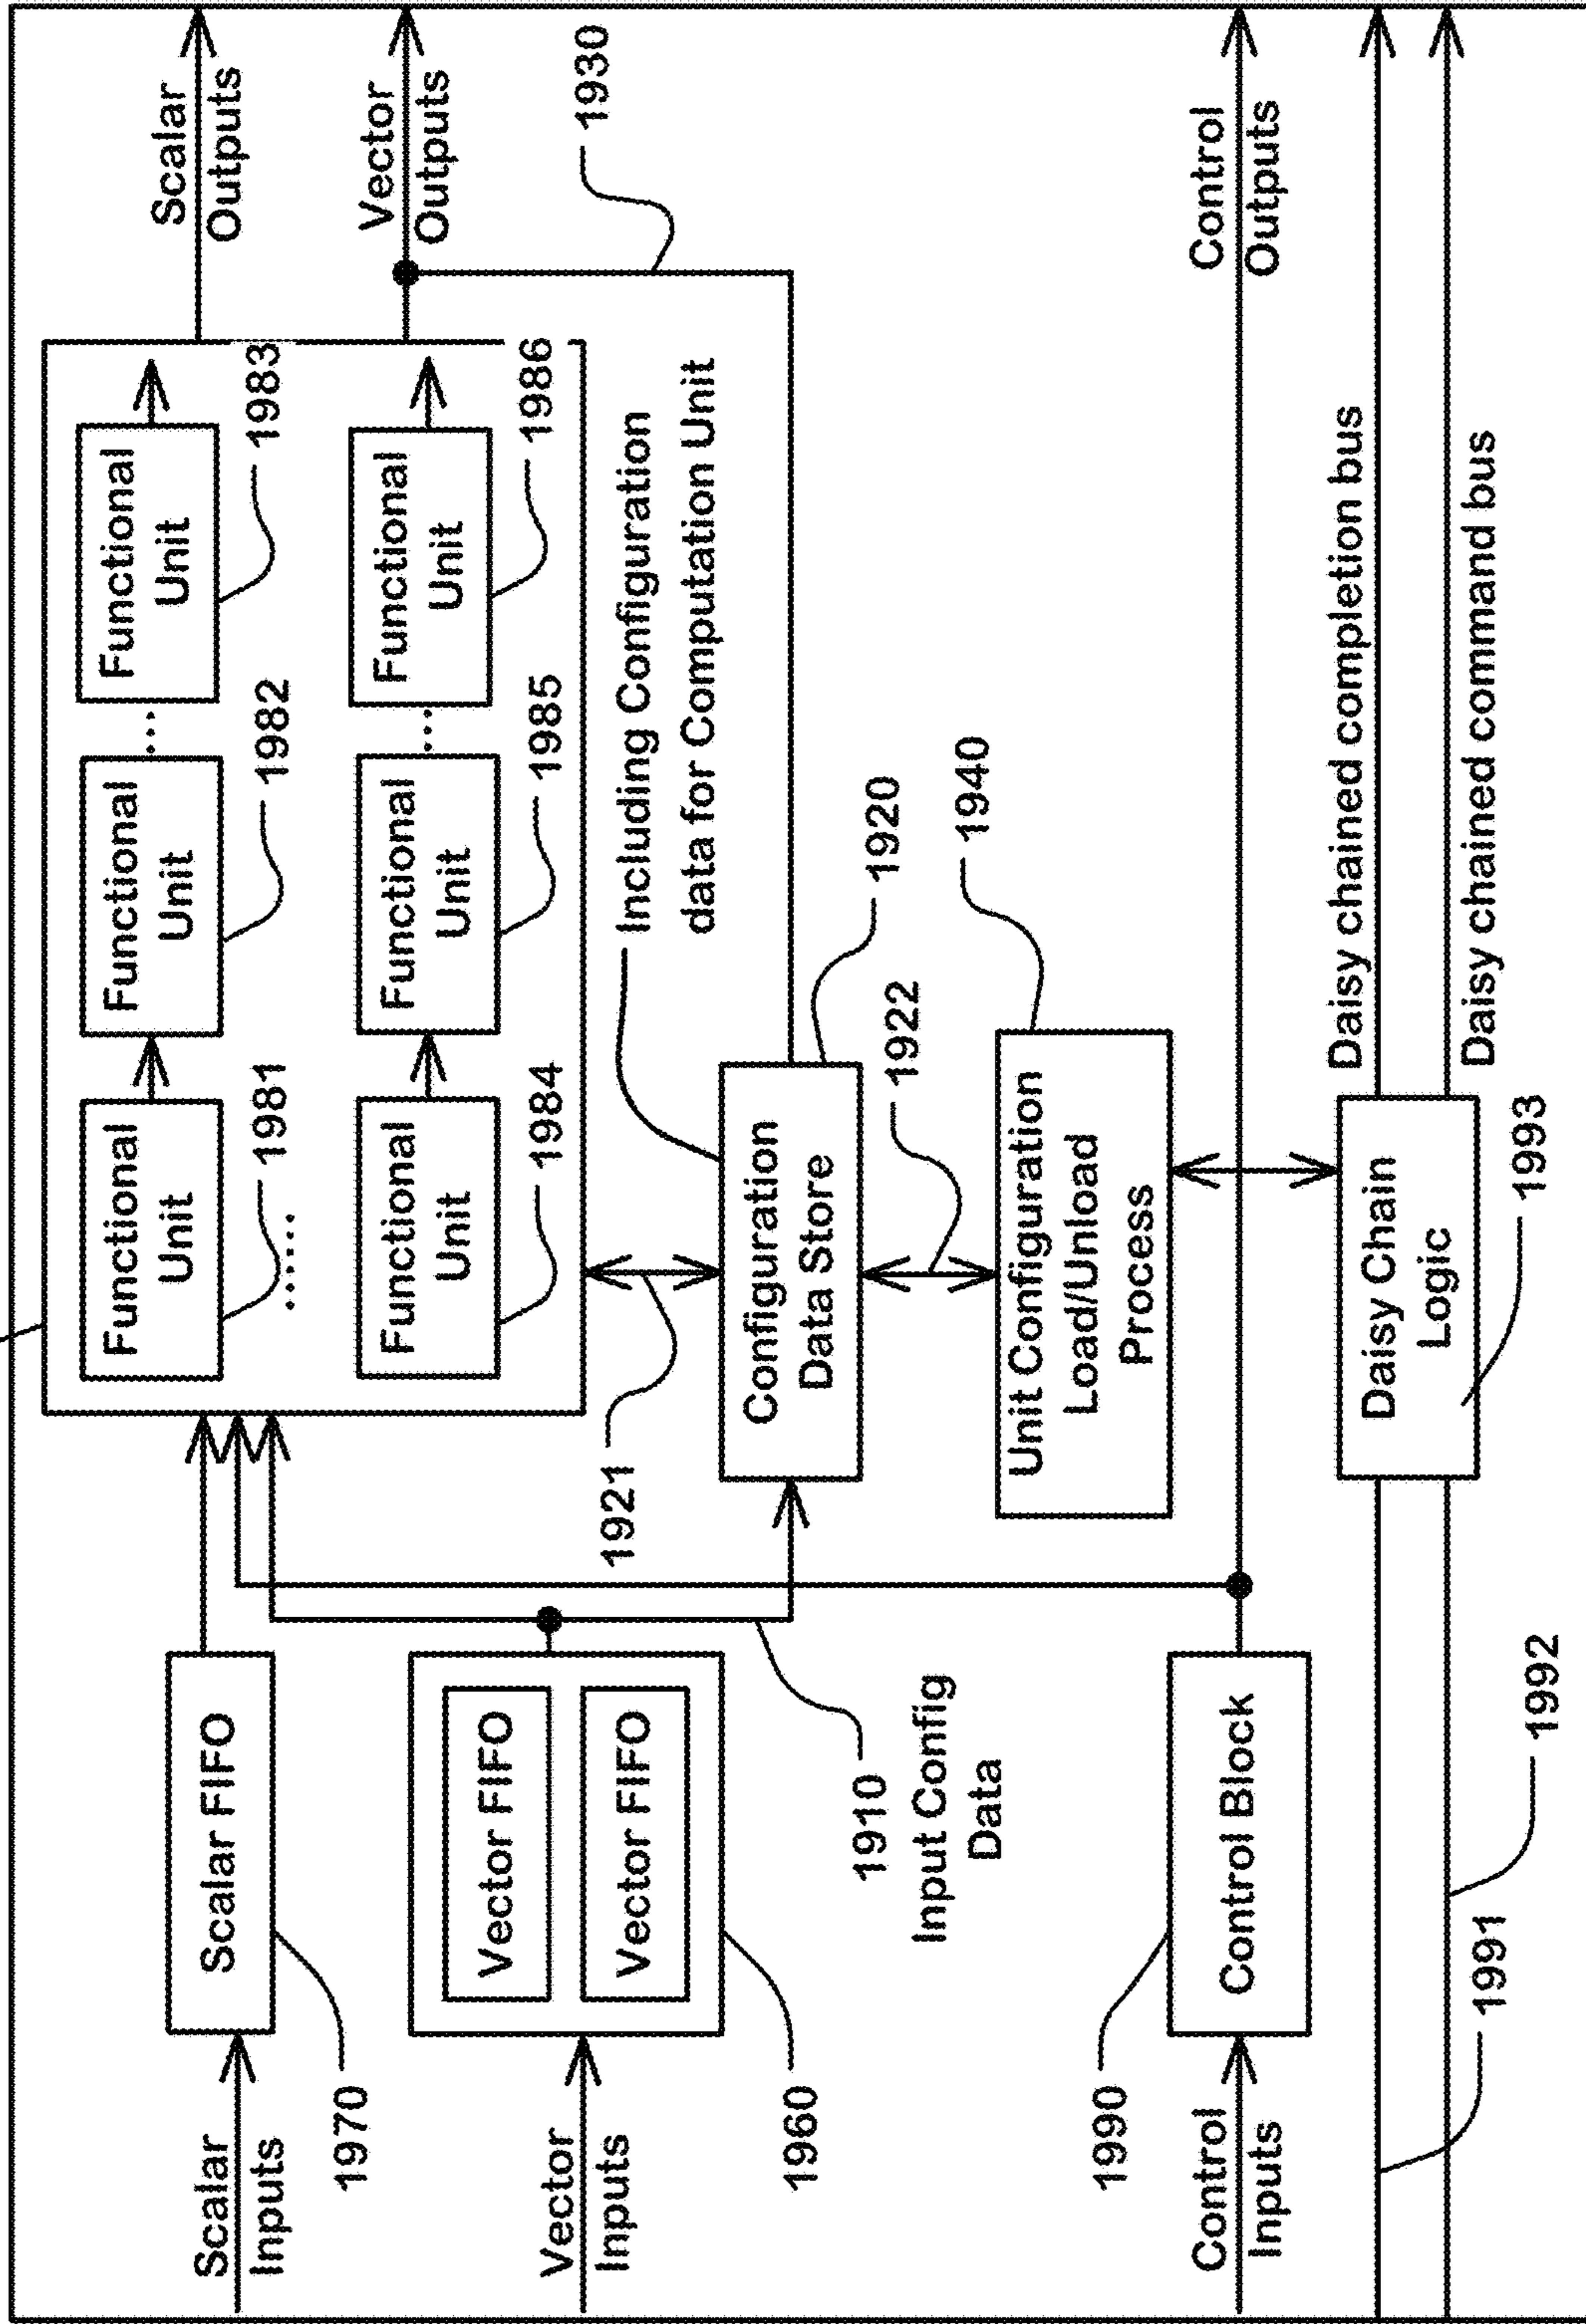 Scalar
Inputs
1970
Scalar FIFO
Vector
Inputs
1960
Vector FIFO
Vector FIFO
1910
Input Config
Data
Functional
Unit
1981
Functional
Unit
1982
...
Functional
Unit
1983
......
Functional
Unit
1984
Functional
Unit
1985
...
Functional
Unit
1986
Scalar
Outputs
Vector
Outputs
1930
Including Configuration
data for Computation Unit
1921
Configuration
Data Store
1920
1922
Unit Configuration
Load/Unload
Process
1940
Control
Inputs
1990
Control Block
Control
Outputs
1991
1992
Daisy Chain
Logic
1993
Daisy chained completion bus
Daisy chained command bus